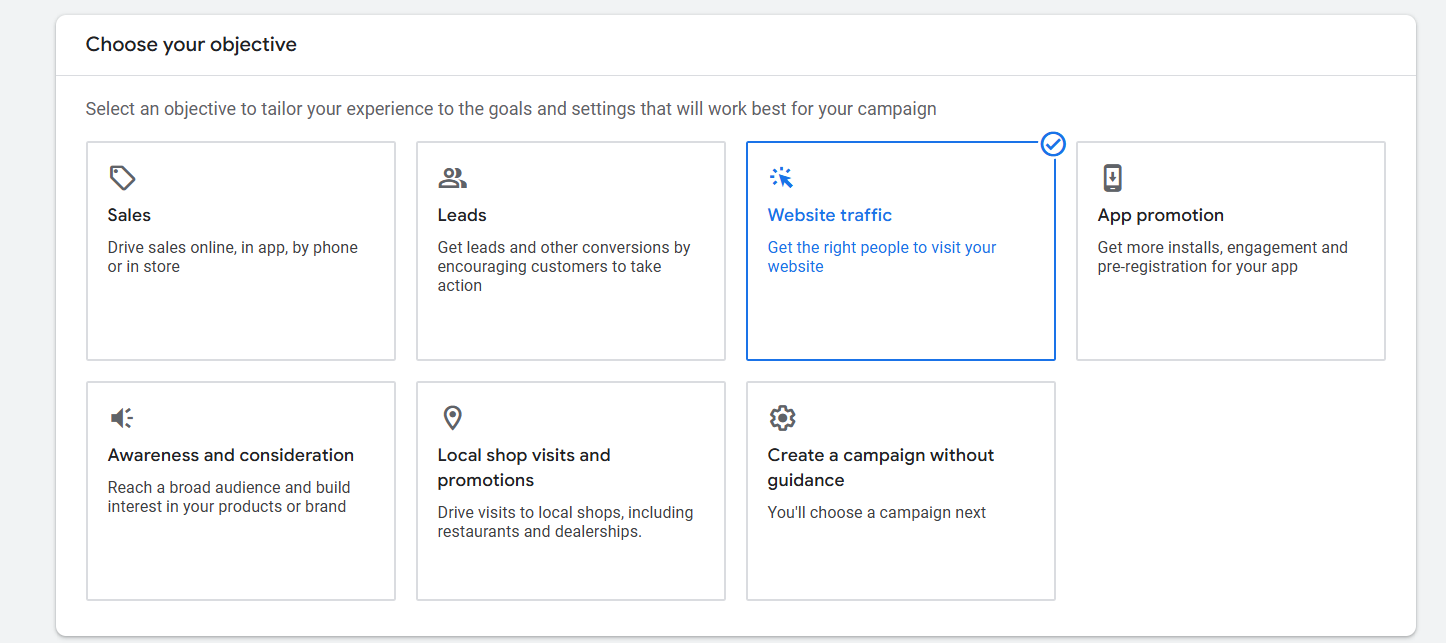 Choose your objective
Select an objective to tailor your experience to the goals and settings that will work best for your campaign
Sales
Drive sales online, in app, by phone
or in store
Leads
Get leads and other conversions by
encouraging customers to take
action
Website traffic
Get the right people to visit your
website
App promotion
Get more installs, engagement and
pre-registration for your app
Awareness and consideration
Reach a broad audience and build
interest in your products or brand
Local shop visits and
promotions
Drive visits to local shops, including
restaurants and dealerships.
Create a campaign without
guidance
You'll choose a campaign next